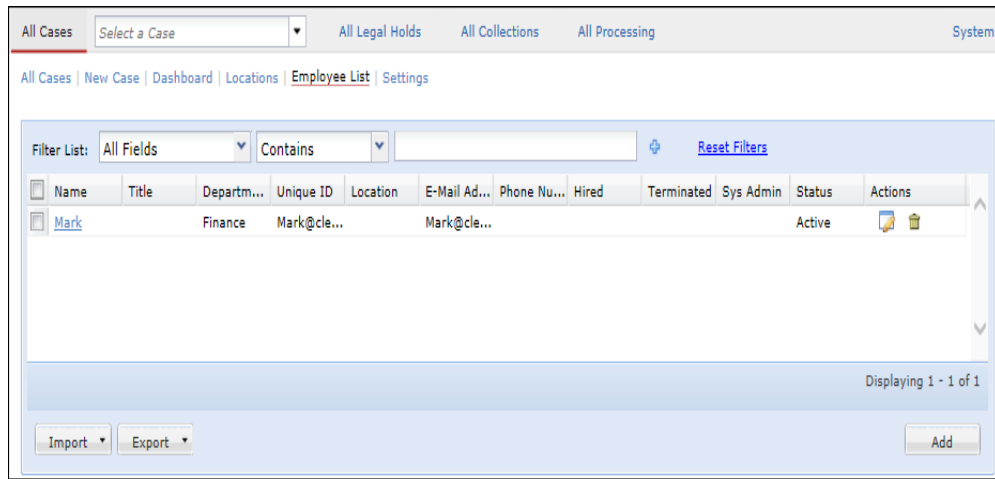 All Cases Select a Case All Legal Holds All Collections All Processing System
All Cases | New Case | Dashboard | Locations | Employee List | Settings
Filter List: All Fields Contains Reset Filters
Name Title Departm... Unique ID Location E-Mail Ad... Phone Nu... Hired Terminated Sys Admin Status Actions
Mark Finance Mark@cle... Mark@cle... Active
Displaying 1 - 1 of 1
Import Export Add